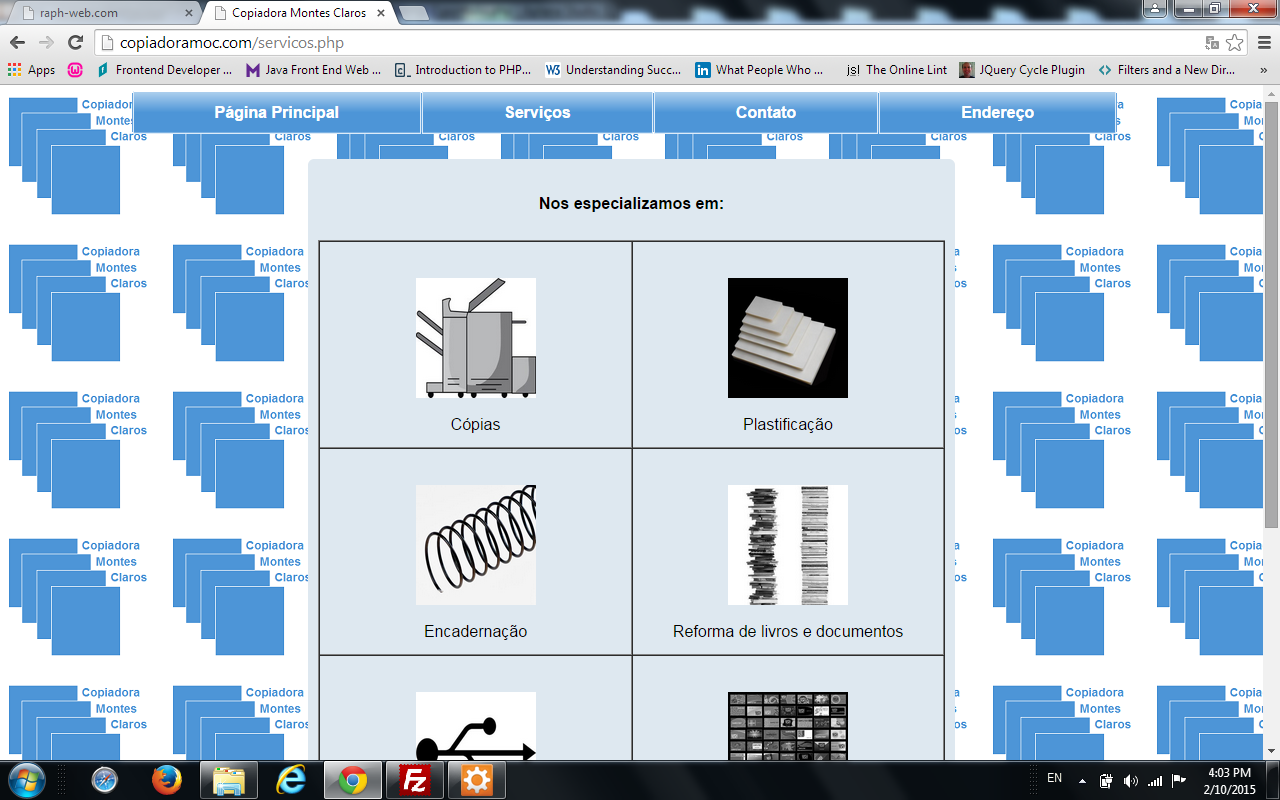 raph-web.com
Copiadora Montes Claros
copiadoramoc.com/servicos.php
Apps
Frontend Developer ...
Java Front End Web ...
Introduction to PHP...
Understanding Succ...
What People Who ...
The Online Lint
JQuery Cycle Plugin
Filters and a New Dir...
Página Principal
Serviços
Contato
Endereço
Copiadora
Montes
Claros
Nos especializamos em:
Cópias
Plastificação
Encadernação
Reforma de livros e documentos
EN
4:03 PM
2/10/2015